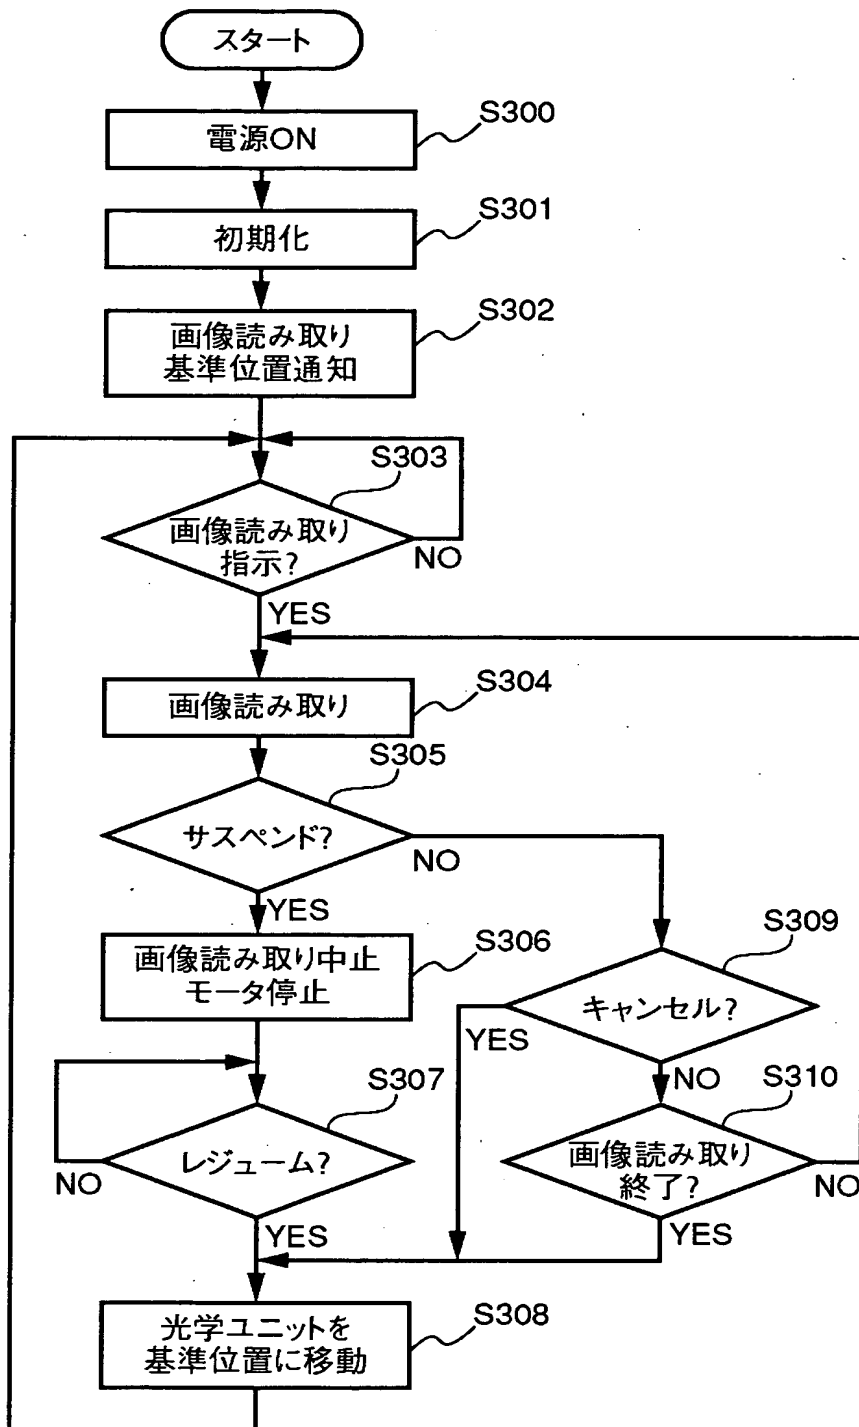 スタート
S300
電源ON
S301
初期化
S302
画像読み取り
基準位置通知
S303
画像読み取り
指示?
NO
YES
S304
画像読み取り
S305
サスペンド?
NO
YES
S306
画像読み取り中止
モータ停止
S309
キャンセル?
YES
NO
S307
レジューム?
NO
YES
S310
画像読み取り
終了?
NO
YES
S308
光学ユニットを
基準位置に移動